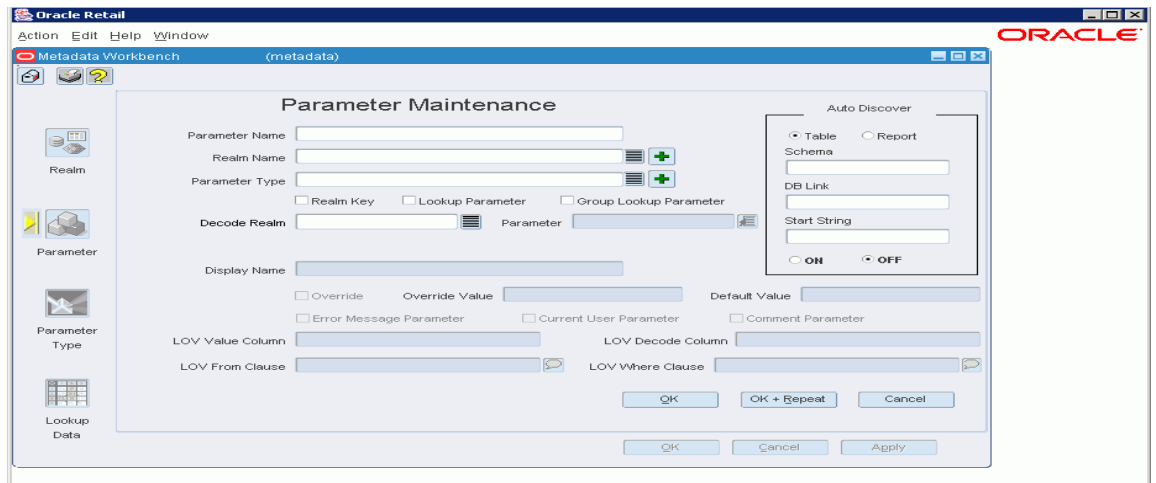 Oracle Retail
Action Edit Help Window
ORACLE
Metadata Workbench (metadata)
Parameter Maintenance
Auto Discover
Parameter Name
Table Report
Realm Name
Schema
Realm
Parameter Type
DB Link
Realm Key Lookup Parameter Group Lookup Parameter
Decode Realm Parameter
Start String
Parameter
ON OFF
Display Name
Override Override Value Default Value
Error Message Parameter Current User Parameter Comment Parameter
Parameter
Type
LOV Value Column LOV Decode Column
LOV From Clause LOV Where Clause
OK OK + Repeat Cancel
Lookup
Data
OK Cancel Apply